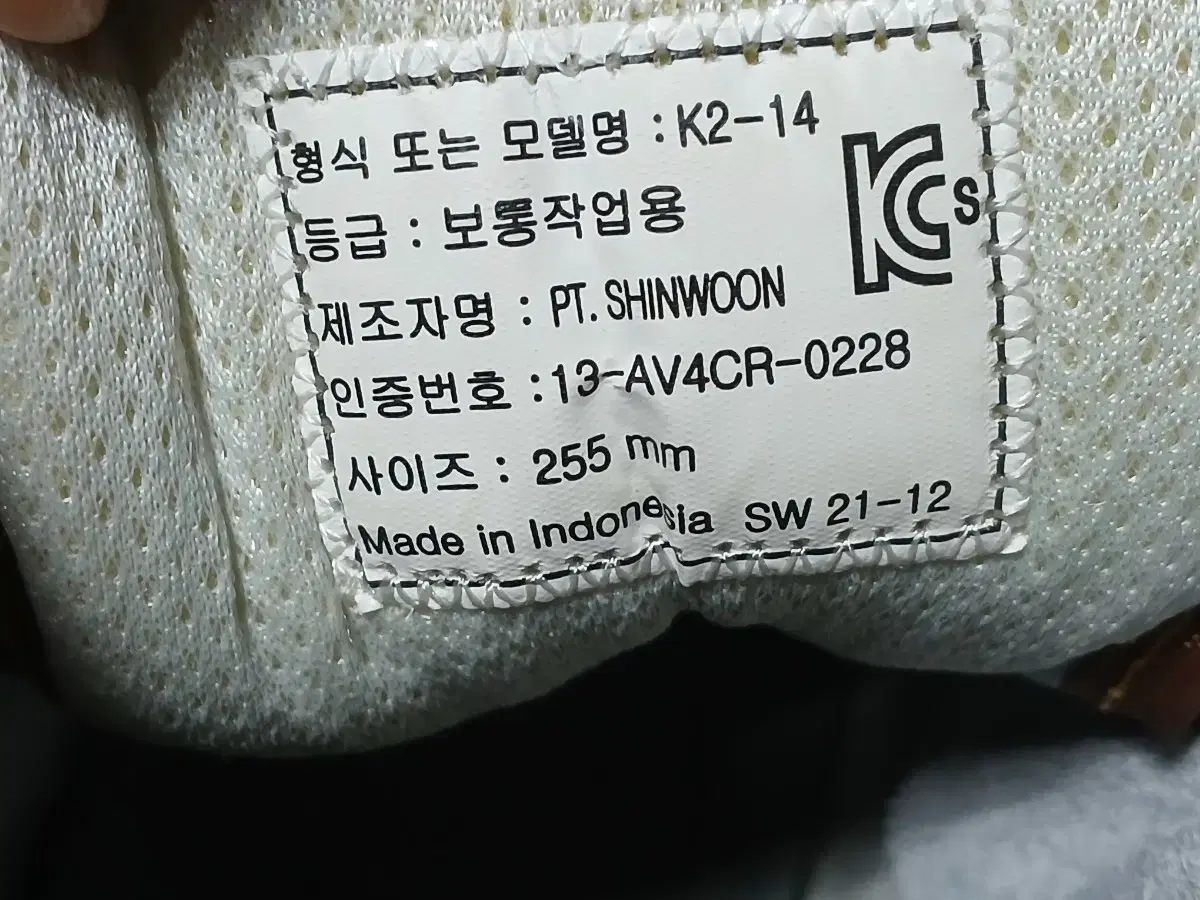 형식 또는 모델명 : K2-14
등급 : 보통작업용
제조자명 : PT. SHINWOON
인증번호 : 13-AV4CR-0228
사이즈 : 255 mm
Made in Indonesia SW 21-12
KCs